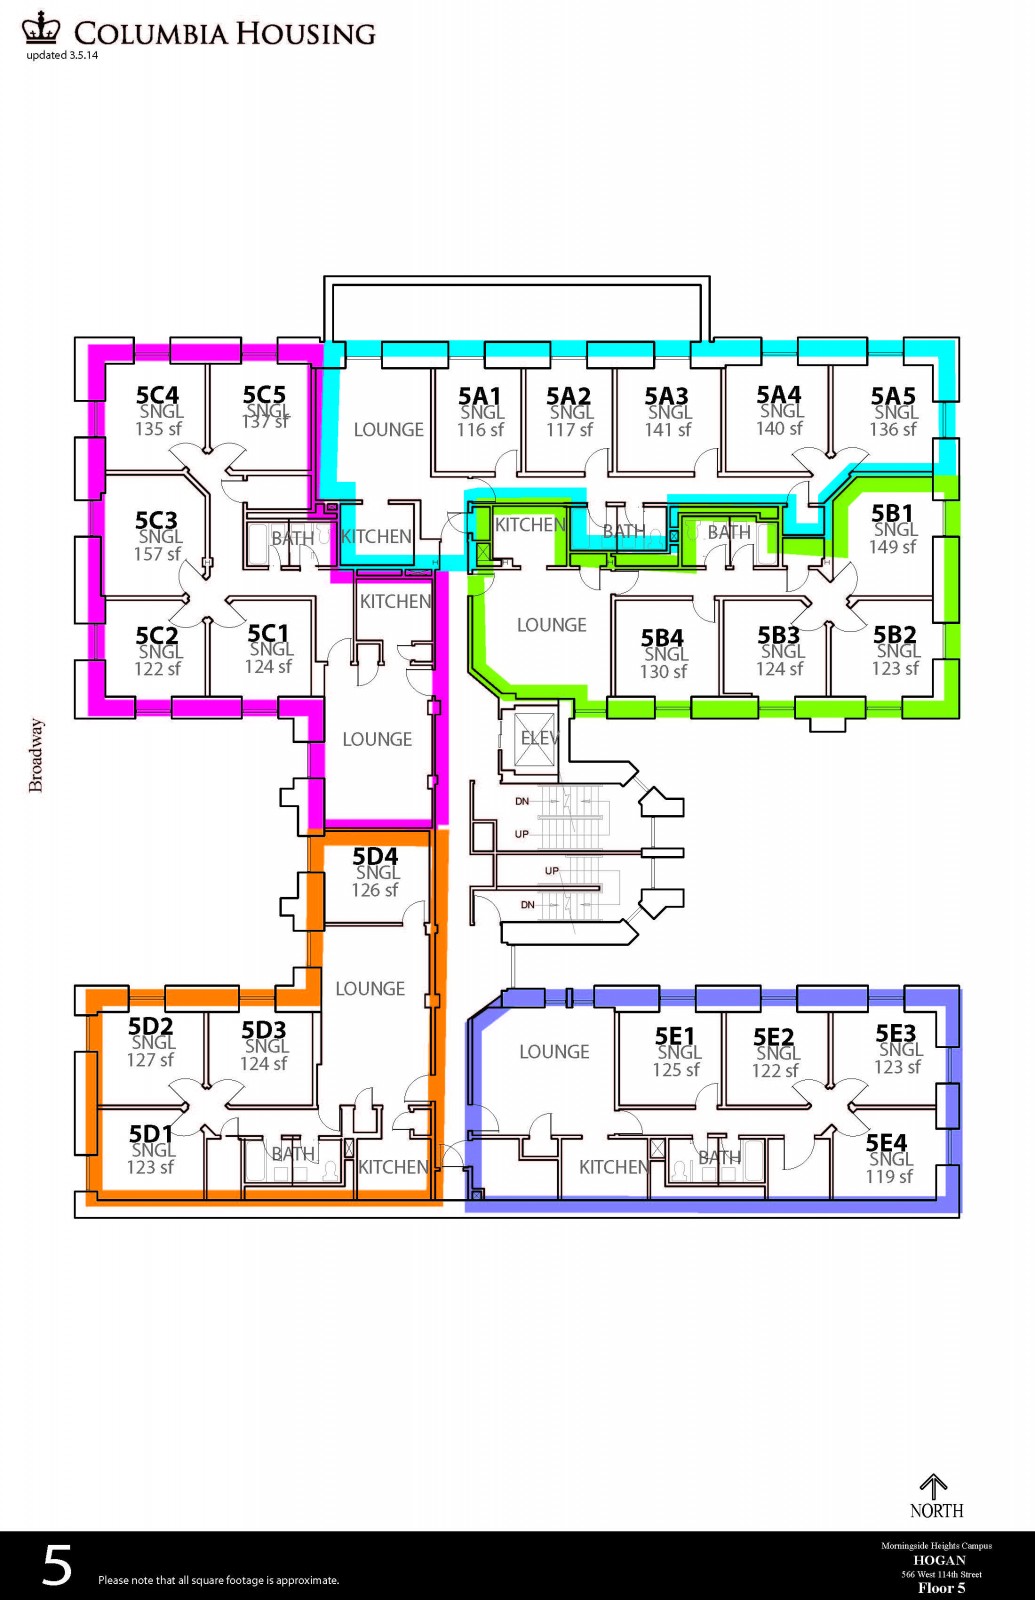 COLUMBIA HOUSING
updated 3.5.14
5C4
SNGL
135 sf
5C5
SNGL
137 sf
LOUNGE
5A1
SNGL
116 sf
5A2
SNGL
117 sf
5A3
SNGL
141 sf
5A4
SNGL
140 sf
5A5
SNGL
136 sf
5C3
SNGL
157 sf
BATH
KITCHEN
KITCHEN
BATH
BATH
5B1
SNGL
149 sf
5C2
SNGL
122 sf
5C1
SNGL
124 sf
KITCHEN
LOUNGE
5B4
SNGL
130 sf
5B3
SNGL
124 sf
5B2
SNGL
123 sf
Broadway
LOUNGE
ELEV
DN
UP
UP
DN
5D4
SNGL
126 sf
LOUNGE
5D2
SNGL
127 sf
5D3
SNGL
124 sf
5D1
SNGL
123 sf
BATH
KITCHEN
LOUNGE
5E1
SNGL
125 sf
5E2
SNGL
122 sf
5E3
SNGL
123 sf
5E4
SNGL
119 sf
KITCHEN
BATH
NORTH
5
Please note that all square footage is approximate.
Morningside Heights Campus
HOGAN
566 West 114th Street
Floor 5